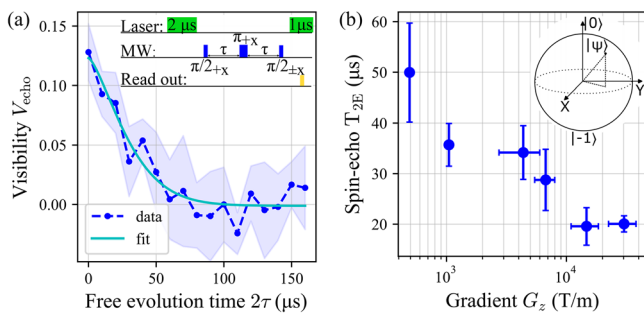 (a)
Laser: 2 μs 1μs
π+x
MW: τ τ
π/2+x π/2±x
Read out:
Visibility Vecho
0.15
0.10
0.05
0.00
data
fit
0 50 100 150
Free evolution time 2τ (μs)
(b)
|0⟩
|ψ⟩
Y
X
|-1⟩
Spin-echo T2E (μs)
60
50
40
30
20
10³ 10⁴
Gradient Gz (T/m)